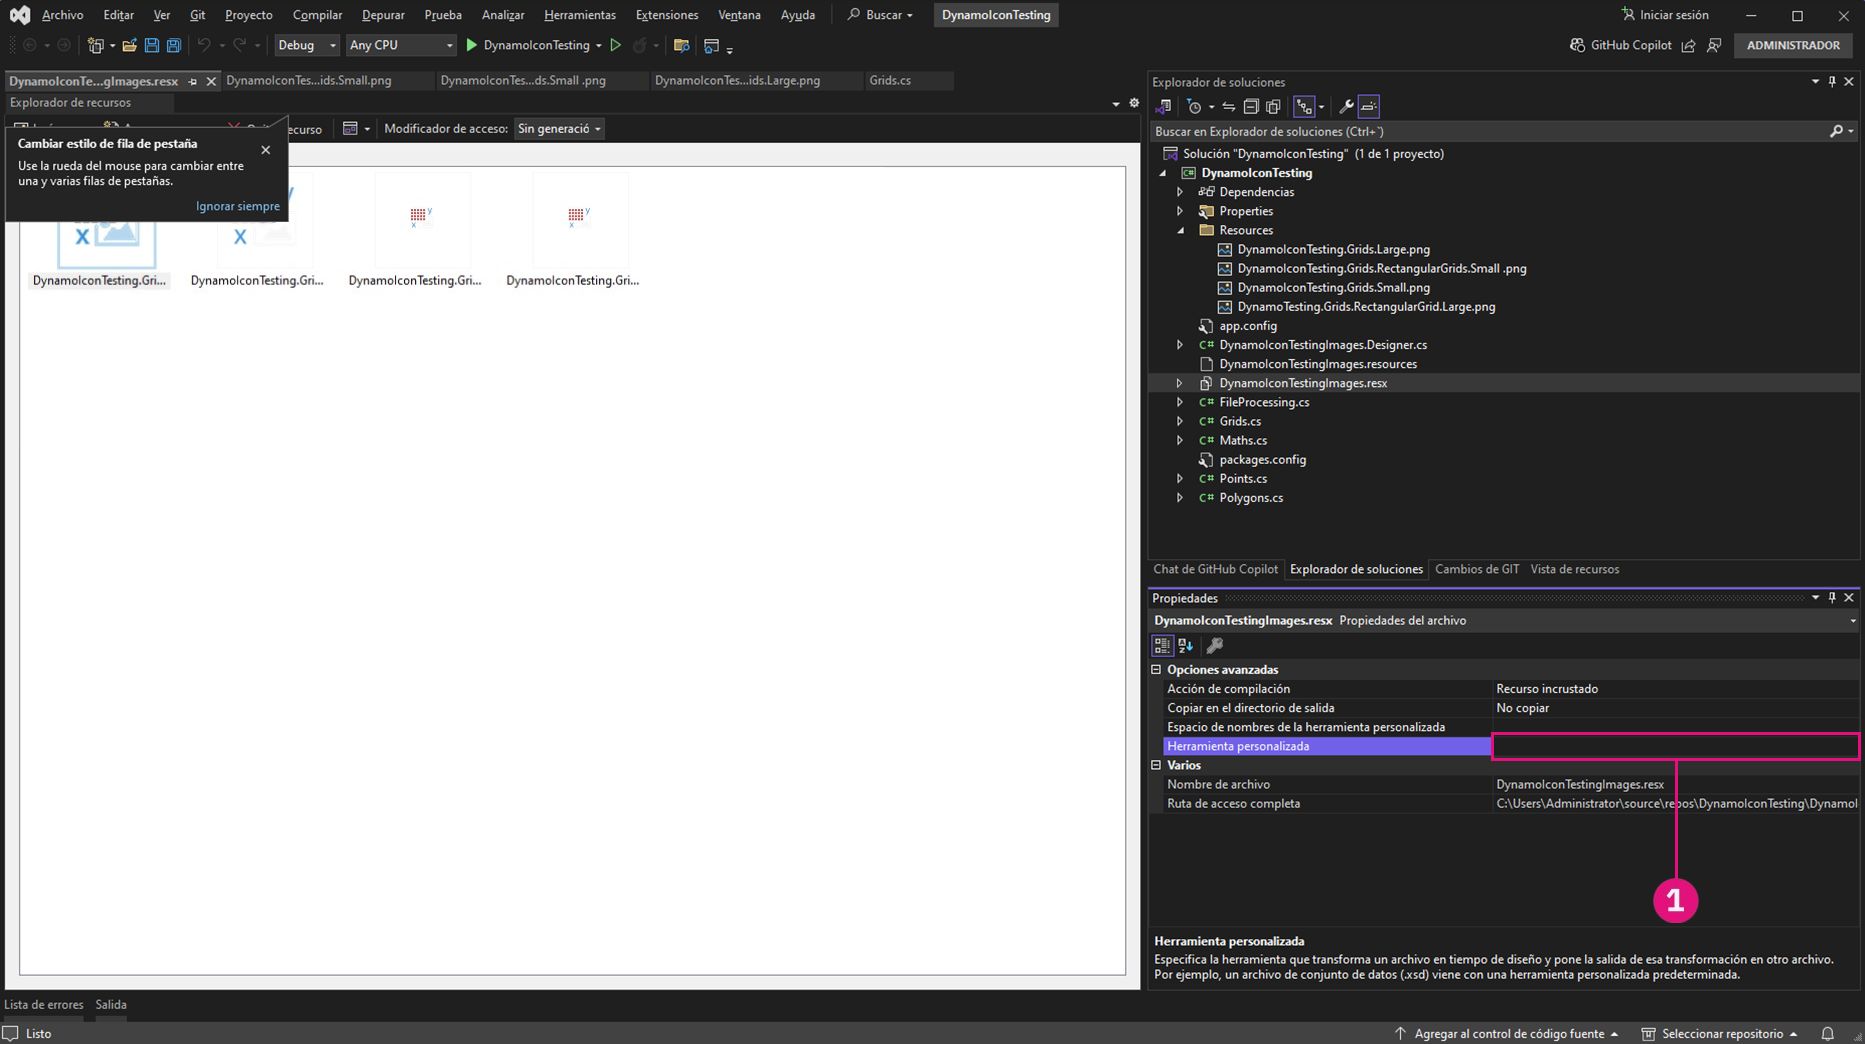 Archivo Editar Ver Git Proyecto Compilar Depurar Prueba Analizar Herramientas Extensiones Ventana Ayuda Buscar DynamoIconTesting Iniciar sesión
Debug Any CPU DynamoIconTesting GitHub Copilot ADMINISTRADOR
DynamoIconTe...gImages.resx DynamoIconTes...ids.Small.png DynamoIconTes...ds.Small .png DynamoIconTes...ids.Large.png Grids.cs
Explorador de recursos
ecurso Modificador de acceso: Sin generació
Cambiar estilo de fila de pestaña
Use la rueda del mouse para cambiar entre
una y varias filas de pestañas.
Ignorar siempre
x
x y
y x
y x
DynamoIconTesting.Gri... DynamoIconTesting.Gri... DynamoIconTesting.Gri... DynamoIconTesting.Gri...
Explorador de soluciones
Buscar en Explorador de soluciones (Ctrl+`)
Solución "DynamoIconTesting" (1 de 1 proyecto)
C# DynamoIconTesting
Dependencias
Properties
Resources
DynamoIconTesting.Grids.Large.png
DynamoIconTesting.Grids.RectangularGrids.Small .png
DynamoIconTesting.Grids.Small.png
DynamoTesting.Grids.RectangularGrid.Large.png
app.config
C# DynamoIconTestingImages.Designer.cs
DynamoIconTestingImages.resources
DynamoIconTestingImages.resx
C# FileProcessing.cs
C# Grids.cs
C# Maths.cs
packages.config
C# Points.cs
C# Polygons.cs
Chat de GitHub Copilot Explorador de soluciones Cambios de GIT Vista de recursos
Propiedades
DynamoIconTestingImages.resx Propiedades del archivo
Opciones avanzadas
Acción de compilación Recurso incrustado
Copiar en el directorio de salida No copiar
Espacio de nombres de la herramienta personalizada
Herramienta personalizada
Varios
Nombre de archivo DynamoIconTestingImages.resx
Ruta de acceso completa C:\Users\Administrator\source\repos\DynamoIconTesting\DynamoI
1
Herramienta personalizada
Especifica la herramienta que transforma un archivo en tiempo de diseño y pone la salida de esa transformación en otro archivo.
Por ejemplo, un archivo de conjunto de datos (.xsd) viene con una herramienta personalizada predeterminada.
Lista de errores Salida
Listo Agregar al control de código fuente Seleccionar repositorio